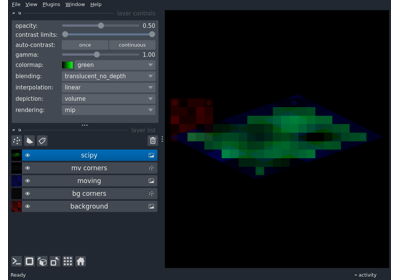 File View Plugins Window Help
layer controls
opacity: 0.50
contrast limits:
auto-contrast: once continuous
gamma: 1.00
colormap: green
blending: translucent_no_depth
interpolation: linear
depiction: volume
rendering: mip
layer list
scipy
mv corners
moving
bg corners
background
Ready activity